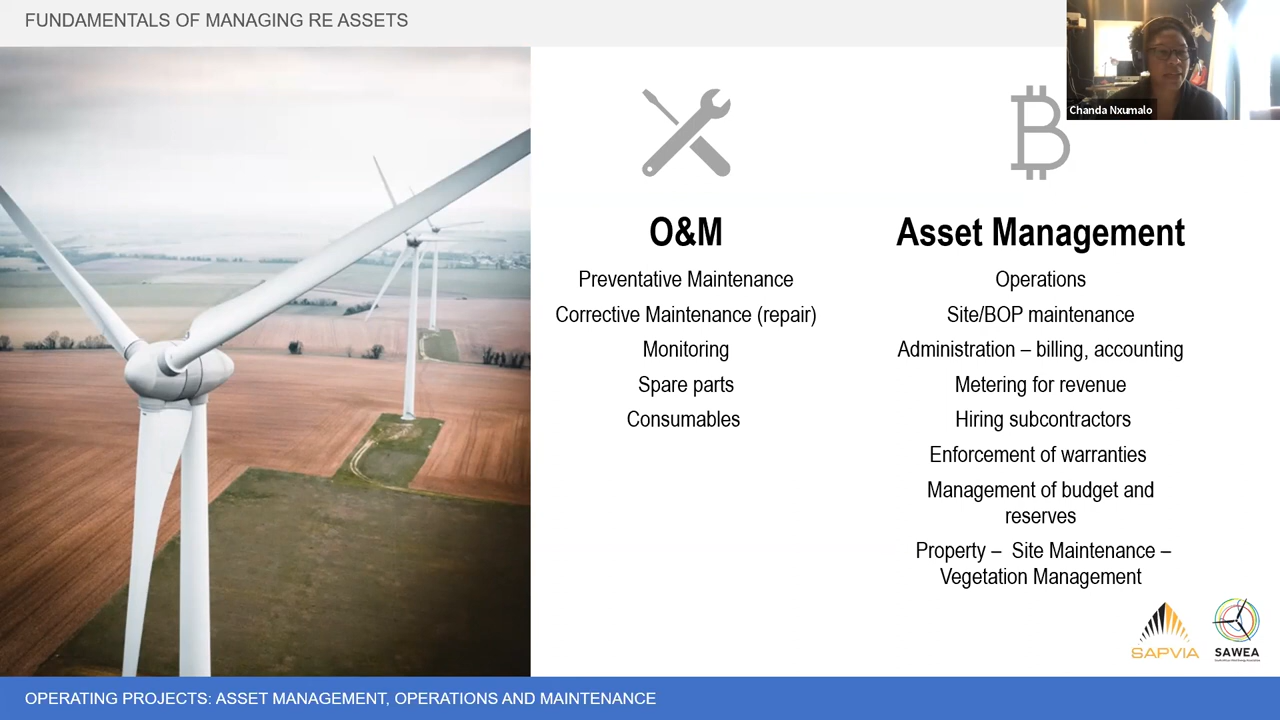 FUNDAMENTALS OF MANAGING RE ASSETS
Chanda Nxumalo
O&M
Preventative Maintenance
Corrective Maintenance (repair)
Monitoring
Spare parts
Consumables
Asset Management
Operations
Site/BOP maintenance
Administration – billing, accounting
Metering for revenue
Hiring subcontractors
Enforcement of warranties
Management of budget and
reserves
Property –  Site Maintenance –
Vegetation Management
SAPVIA
SAWEA
OPERATING PROJECTS: ASSET MANAGEMENT, OPERATIONS AND MAINTENANCE